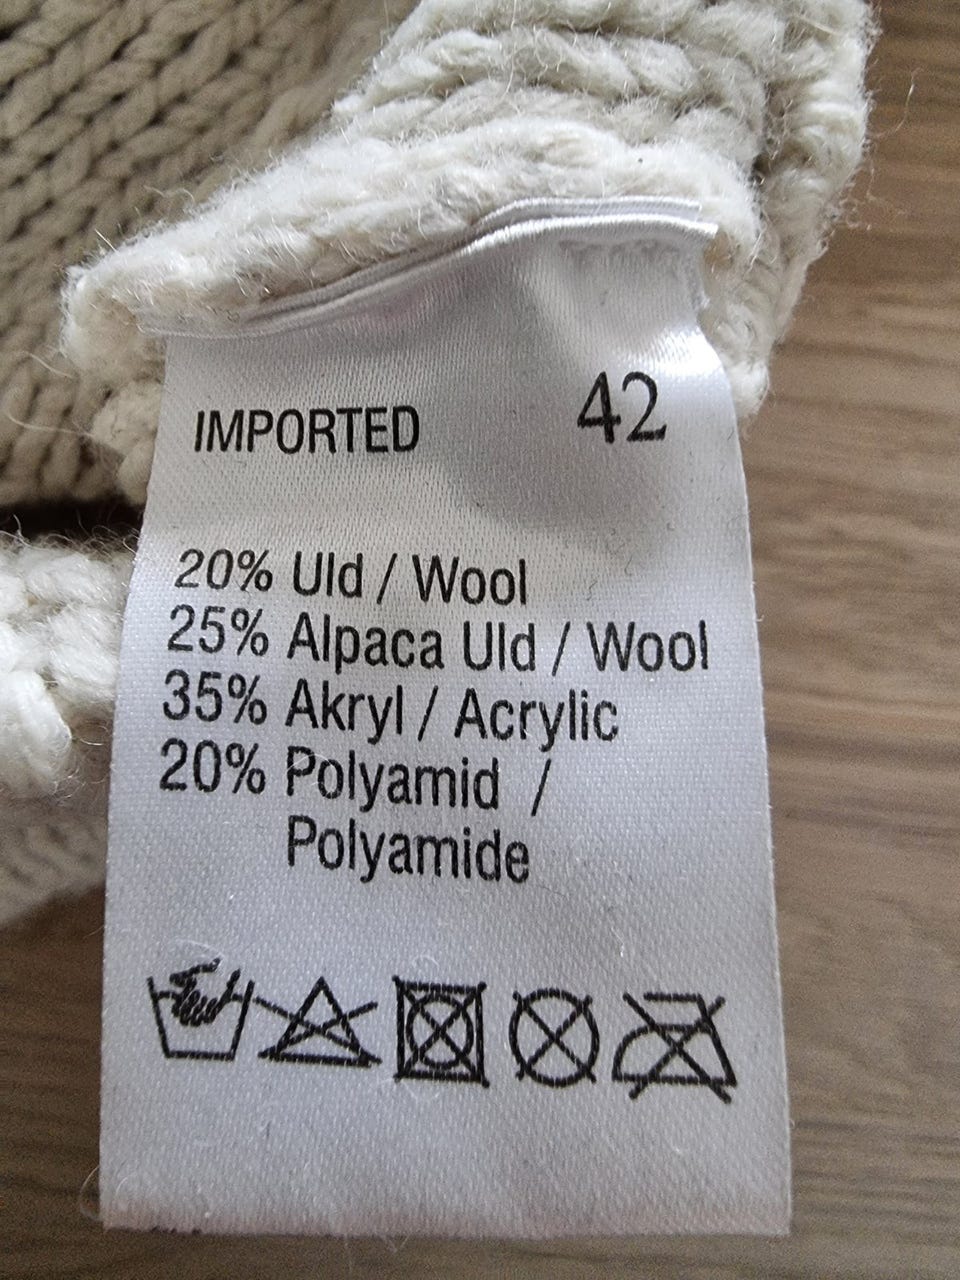 IMPORTED 42
20% Uld / Wool
25% Alpaca Uld / Wool
35% Akryl / Acrylic
20% Polyamid /
Polyamide